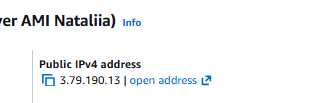 ver AMI Nataliia) Info
Public IPv4 address
3.79.190.13 | open address